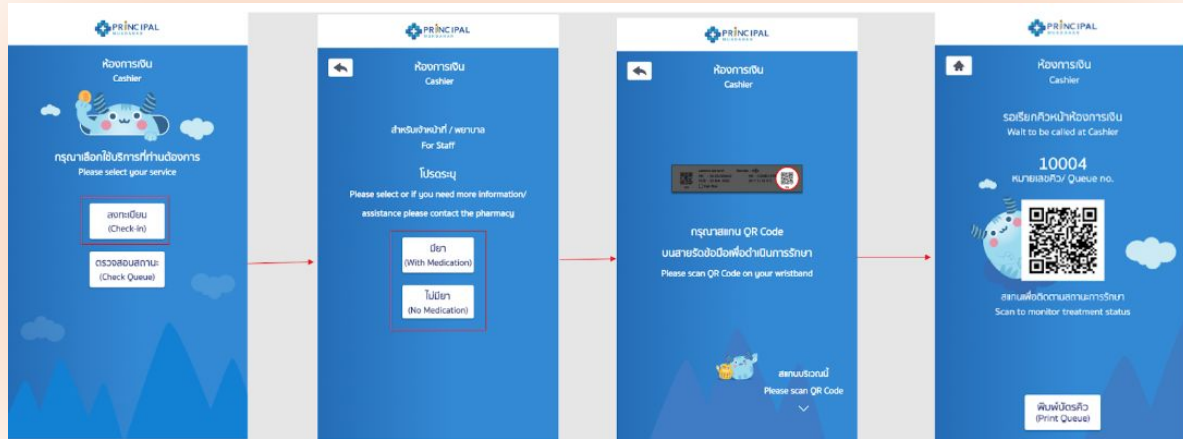 PRINCIPAL
MUKDAHAN
ห้องการเงิน
Cashier
กรุณาเลือกใช้บริการที่ท่านต้องการ
Please select your service
ลงทะเบียน
(Check-in)
ตรวจสอบสถานะ
(Check Queue)
PRINCIPAL
MUKDAHAN
ห้องการเงิน
Cashier
สำหรับเจ้าหน้าที่ / พยาบาล
For Staff
โปรดระบุ
Please select or if you need more information/
assistance please contact the pharmacy
มียา
(With Medication)
ไม่มียา
(No Medication)
PRINCIPAL
MUKDAHAN
ห้องการเงิน
Cashier
กรุณาสแกน QR Code
บนสายรัดข้อมือเพื่อดำเนินการรักษา
Please scan QR Code on your wristband
สแกนบริเวณนี้
Please scan QR Code
PRINCIPAL
MUKDAHAN
ห้องการเงิน
Cashier
รอเรียกคิวหน้าห้องการเงิน
Wait to be called at Cashier
10004
หมายเลขคิว/ Queue no.
สแกนเพื่อติดตามสถานะการรักษา
Scan to monitor treatment status
พิมพ์บัตรคิว
(Print Queue)